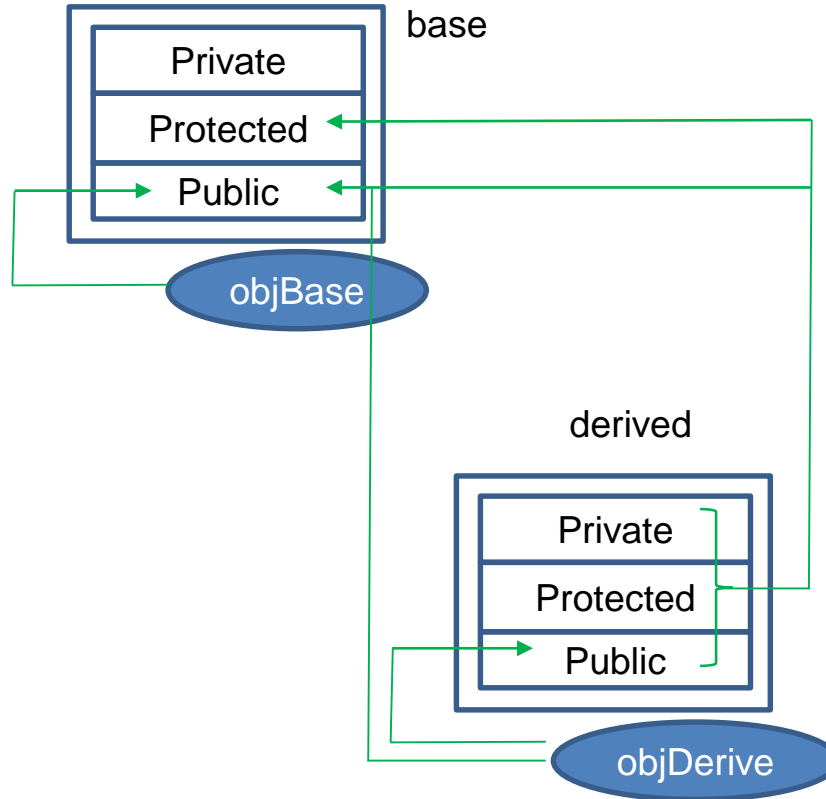 base
Private
Protected
Public
objBase
derived
Private
Protected
Public
objDerive